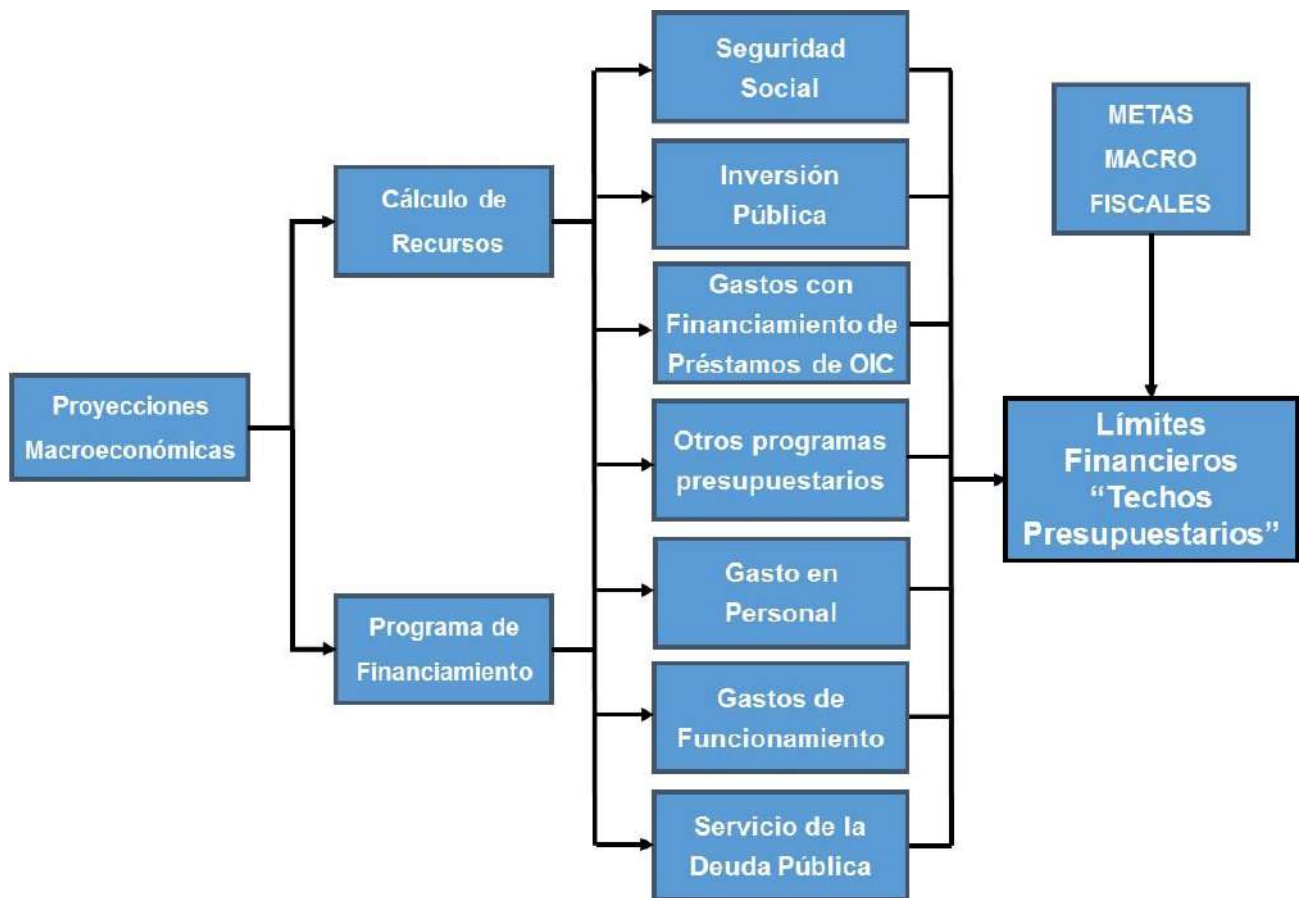 Proyecciones
Macroeconómicas
Cálculo de
Recursos
Programa de
Financiamiento
Seguridad
Social
Inversión
Pública
Gastos con
Financiamiento de
Préstamos de OIC
Otros programas
presupuestarios
Gasto en
Personal
Gastos de
Funcionamiento
Servicio de la
Deuda Pública
METAS
MACRO
FISCALES
Límites
Financieros
“Techos
Presupuestarios”